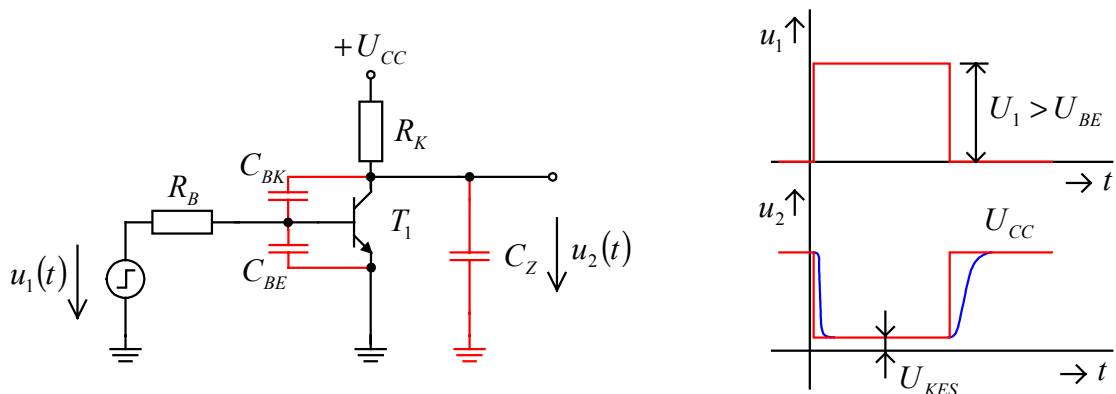 +U_CC
R_K
C_BK
R_B
T_1
u_1(t)
C_BE
C_Z
u_2(t)
u_1
U_1 > U_BE
t
u_2
U_CC
t
U_KES